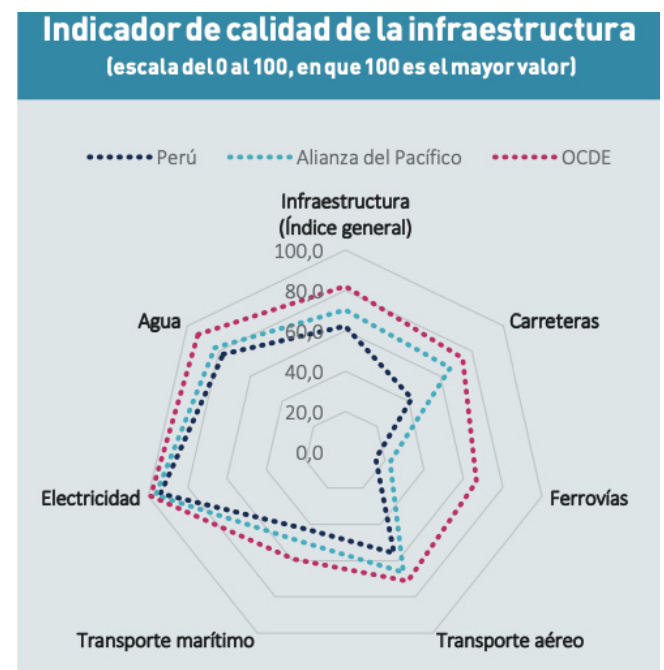 Indicador de calidad de la infraestructura
(escala del 0 al 100, en que 100 es el mayor valor)
Perú Alianza del Pacífico OCDE
Infraestructura
(Índice general)
100,0
80,0
60,0
40,0
20,0
0,0
Agua
Carreteras
Electricidad
Ferrovías
Transporte marítimo
Transporte aéreo